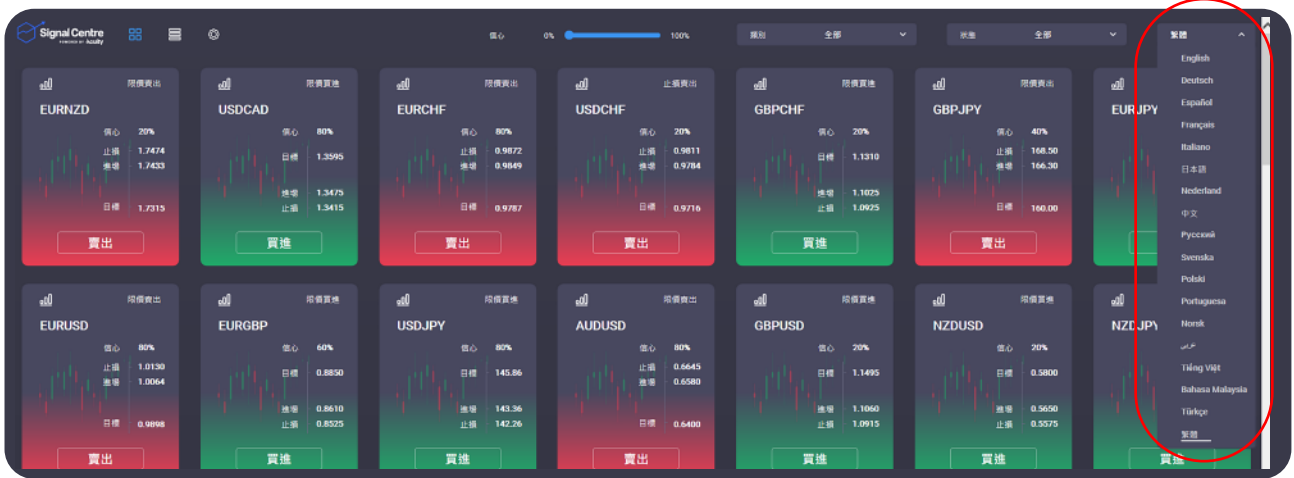 Signal Centre
POWERED BY Acuity
信心
0%
100%
類別
全部
狀態
全部
繁體
English
Deutsch
Español
Français
Italiano
日本語
Nederland
中文
Русский
Svenska
Polski
Portuguesa
Norsk
عربى
Tiếng Việt
Bahasa Malaysia
Türkçe
繁體
限價賣出
EURNZD
信心 20%
止損 1.7474
進場 1.7433
目標 1.7315
賣出
限價買進
USDCAD
信心 80%
目標 1.3595
進場 1.3475
止損 1.3415
買進
限價賣出
EURCHF
信心 80%
止損 0.9872
進場 0.9849
目標 0.9787
賣出
止損賣出
USDCHF
信心 20%
止損 0.9811
進場 0.9784
目標 0.9716
賣出
限價買進
GBPCHF
信心 20%
目標 1.1310
進場 1.1025
止損 1.0925
買進
限價賣出
GBPJPY
信心 40%
止損 168.50
進場 166.30
目標 160.00
賣出
EURJPY
限價賣出
EURUSD
信心 80%
止損 1.0130
進場 1.0064
目標 0.9898
賣出
限價買進
EURGBP
信心 60%
目標 0.8850
進場 0.8610
止損 0.8525
買進
限價買進
USDJPY
信心 80%
目標 145.86
進場 143.36
止損 142.26
買進
限價賣出
AUDUSD
信心 80%
止損 0.6645
進場 0.6580
目標 0.6400
賣出
限價買進
GBPUSD
信心 20%
目標 1.1495
進場 1.1060
止損 1.0915
買進
限價買進
NZDUSD
信心 20%
目標 0.5800
進場 0.5650
止損 0.5575
買進
NZDJPY
買進